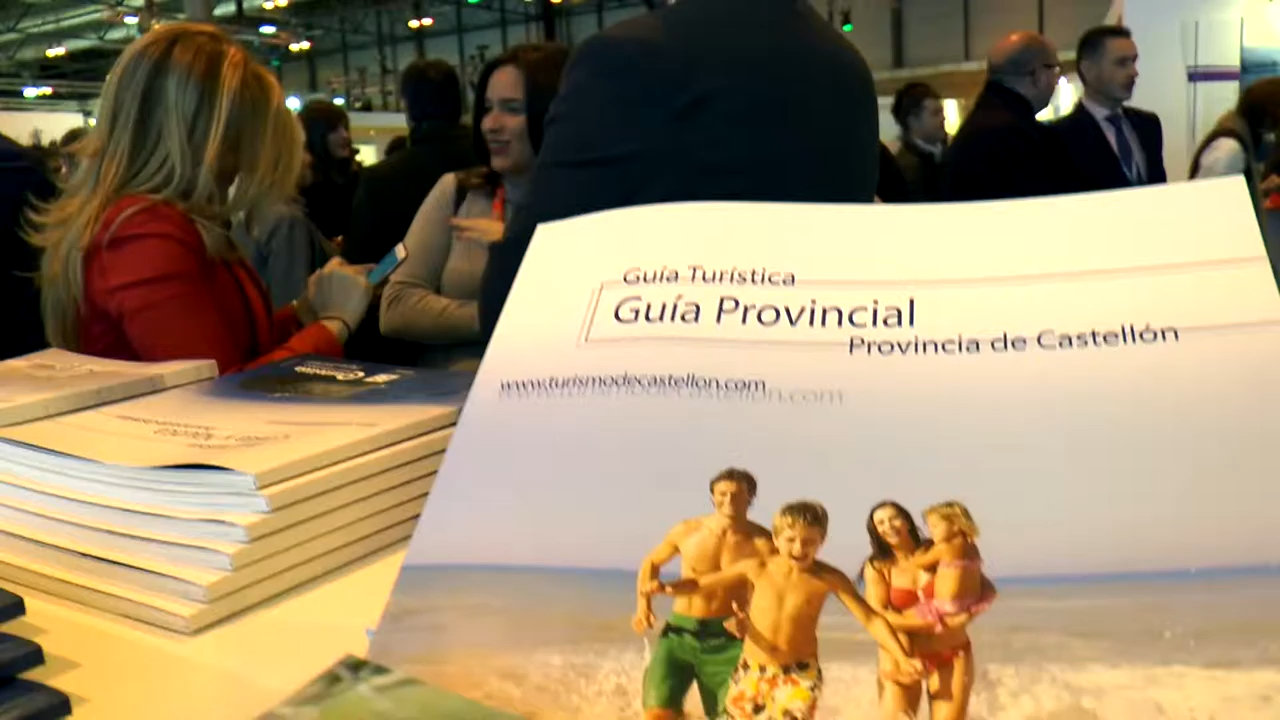 Guía Turística
Guía Provincial
Provincia de Castellón
www.turismodecastellon.com